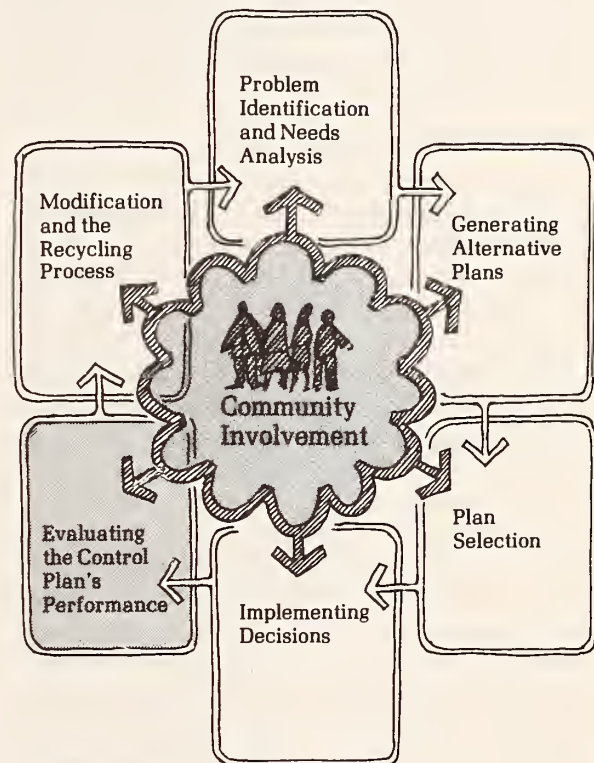 Problem
Identification
and Needs
Analysis
Generating
Alternative
Plans
Plan
Selection
Implementing
Decisions
Evaluating
the Control
Plan's
Performance
Modification
and the
Recycling
Process
Community
Involvement